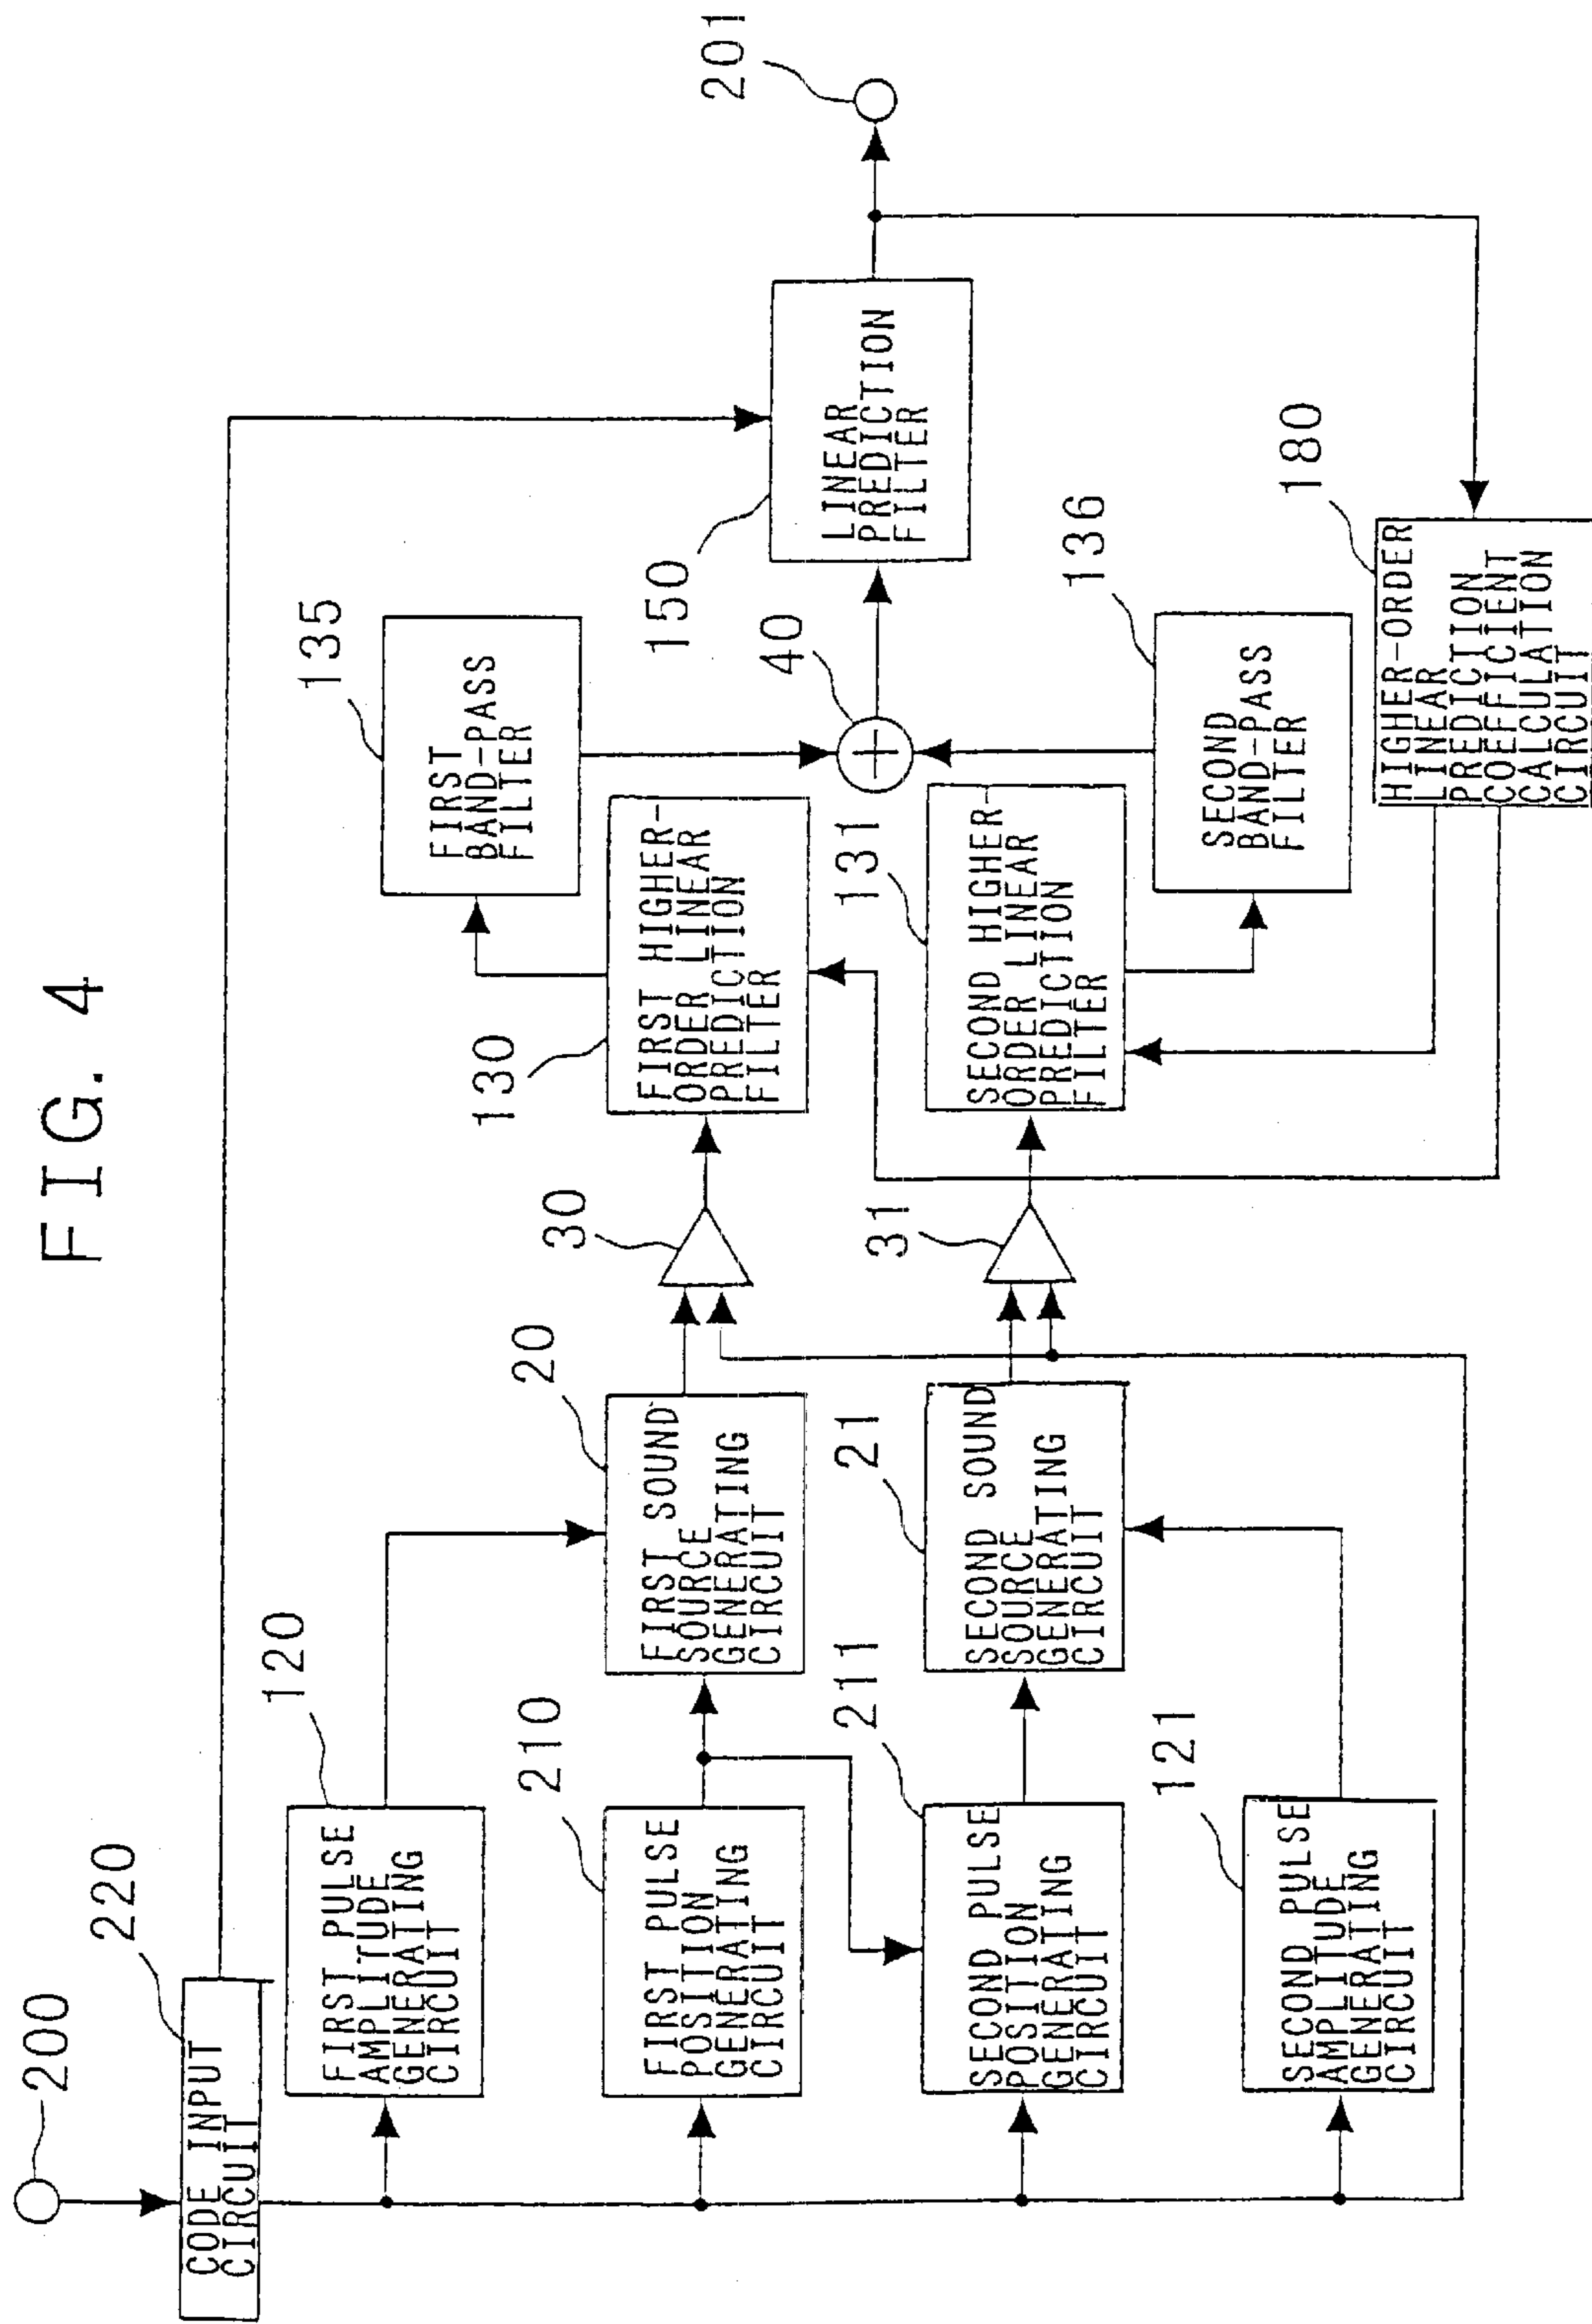 FIG. 4
200
220
CODE INPUT
CIRCUIT
120
FIRST PULSE
AMPLITUDE
GENERATING
CIRCUIT
210
FIRST PULSE
POSITION
GENERATING
CIRCUIT
211
SECOND PULSE
POSITION
GENERATING
CIRCUIT
121
SECOND PULSE
AMPLITUDE
GENERATING
CIRCUIT
20
FIRST SOUND
SOURCE
GENERATING
CIRCUIT
21
SECOND SOUND
SOURCE
GENERATING
CIRCUIT
30
31
130
FIRST HIGHER-
ORDER LINEAR
PREDICTION
FILTER
131
SECOND HIGHER-
ORDER LINEAR
PREDICTION
FILTER
135
FIRST
BAND-PASS
FILTER
136
SECOND
BAND-PASS
FILTER
40
150
LINEAR
PREDICTION
FILTER
180
HIGHER-ORDER
LINEAR
PREDICTION
COEFFICIENT
CALCULATION
CIRCUIT
201